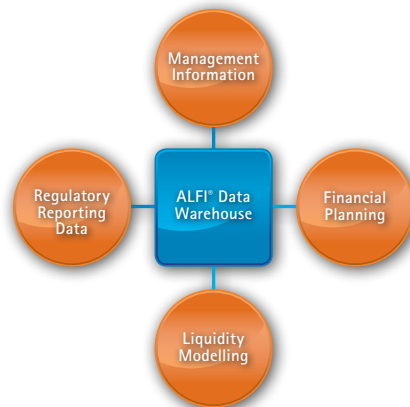 Management
Information
Regulatory
Reporting
Data
ALFI® Data
Warehouse
Financial
Planning
Liquidity
Modelling